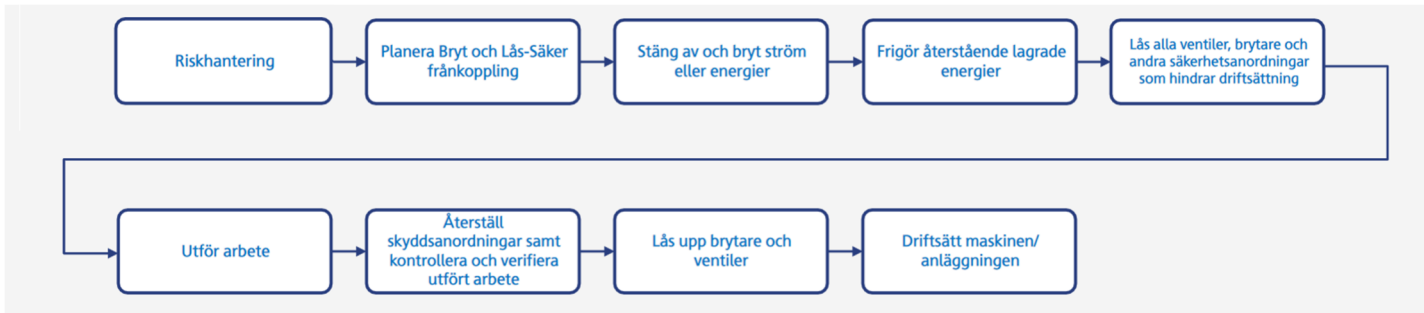 Riskhantering
Planera Bryt och Lås-Säker
frånkoppling
Stäng av och bryt ström
eller energier
Frigör återstående lagrade
energier
Lås alla ventiler, brytare och
andra säkerhetsanordningar
som hindrar driftsättning
Utför arbete
Återställ
skyddsanordningar samt
kontrollera och verifiera
utfört arbete
Lås upp brytare och
ventiler
Driftsätt maskinen/
anläggningen